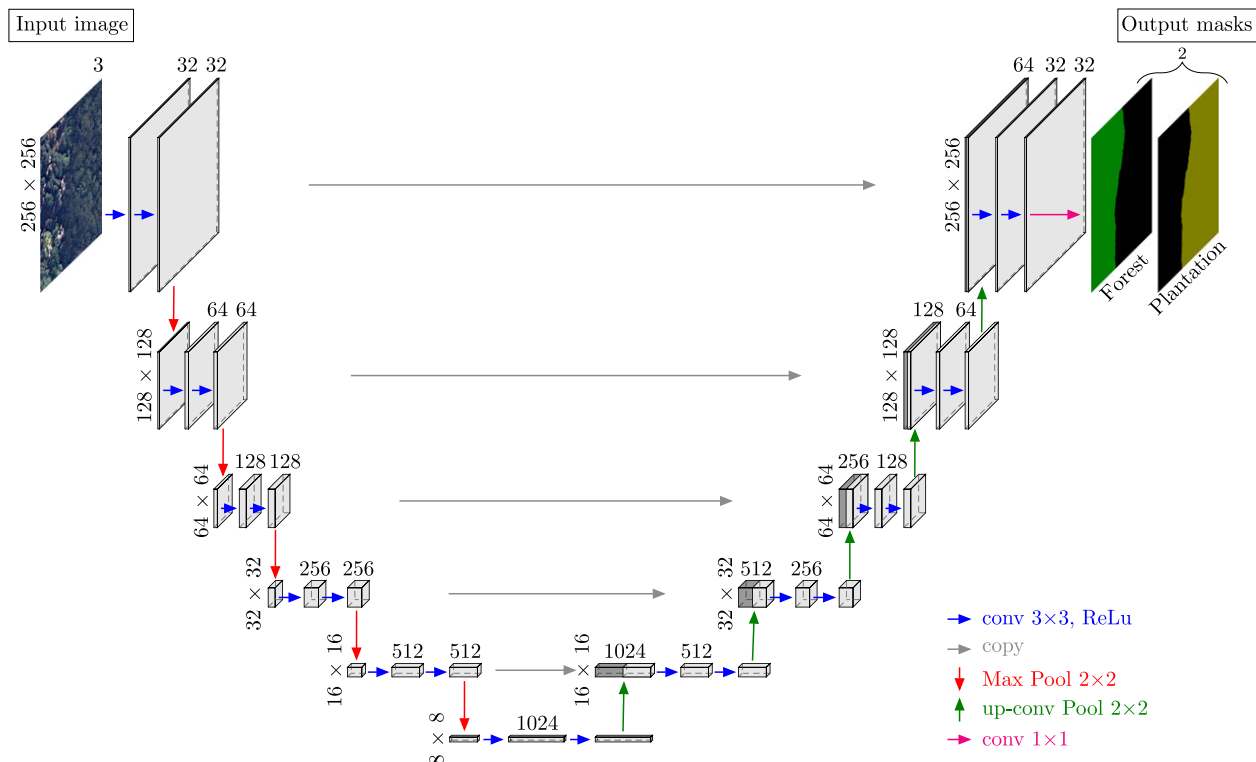 Input image
Output masks
3
32
32
256 × 256
64
32
32
2
256 × 256
Forest
Plantation
64
64
128 × 128
128
64
128 × 128
128
128
64 × 64
256
128
64 × 64
256
256
32 × 32
512
256
32 × 32
512
512
16 × 16
1024
512
16 × 16
1024
8 × 8
conv 3×3, ReLu
copy
Max Pool 2×2
up-conv Pool 2×2
conv 1×1